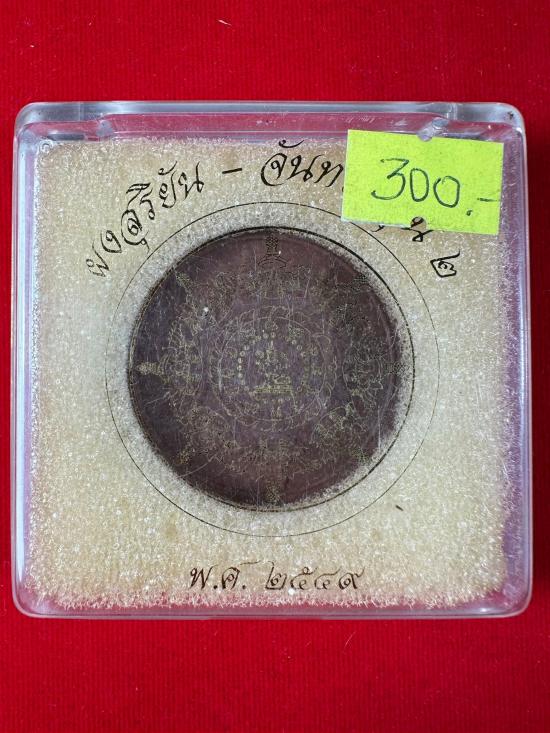 ผงสุริยัน - จันท
๒
300.-
พ.ศ. ๒๕๔๙